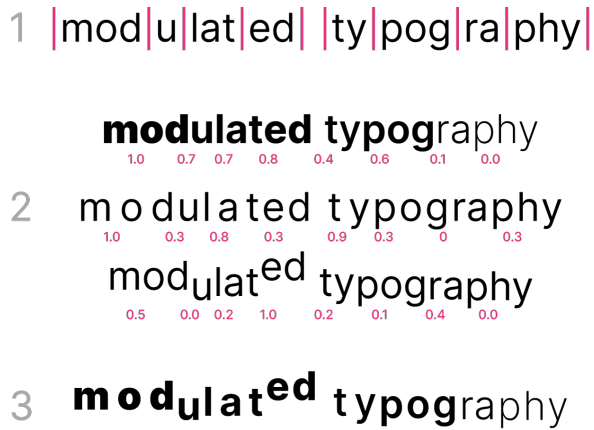 1 |mod|u|lat|ed| |ty|pog|ra|phy|
modulated typography
1.0 0.7 0.7 0.8 0.4 0.6 0.1 0.0
2 modulated typography
1.0 0.3 0.8 0.3 0.9 0.3 0 0.3
modulated typography
0.5 0.0 0.2 1.0 0.2 0.1 0.4 0.0
3 modulated typography